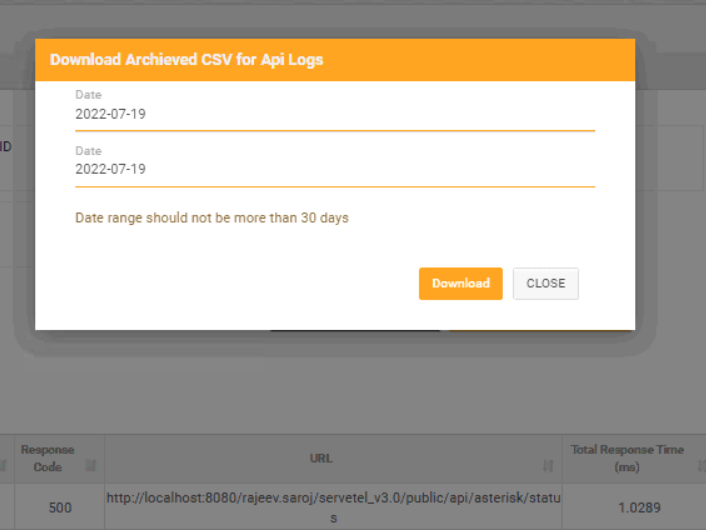 Download Archieved CSV for Api Logs
Date
2022-07-19
ID
Date
2022-07-19
Date range should not be more than 30 days
Download
CLOSE
Response
Code
URL
Total Response Time
(ms)
500
http://localhost:8080/rajeev.saroj/servetel_v3.0/public/api/asterisk/statu
s
1.0289